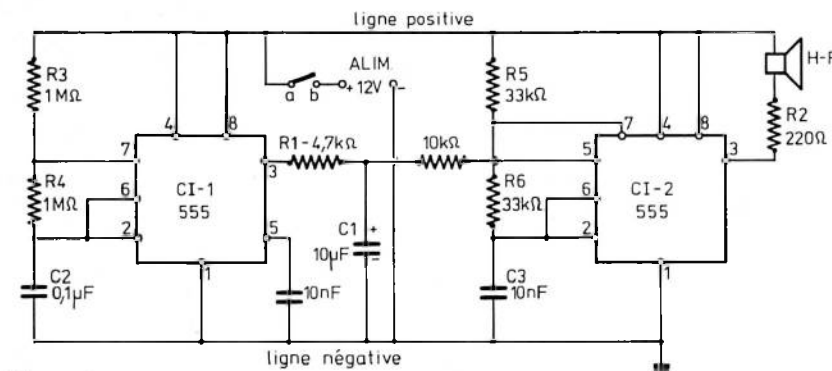 ligne positive
R3
1MΩ
4
8
a
b
ALIM.
+ 12V
-
R5
33kΩ
7
4
8
H-P
R2
220Ω
7
R1-4,7kΩ
10kΩ
5
3
6
CI-1
555
3
R4
1MΩ
2
5
R6
33kΩ
6
CI-2
555
2
C1
+
10µF
-
1
C2
0,1µF
10nF
C3
10nF
1
ligne négative